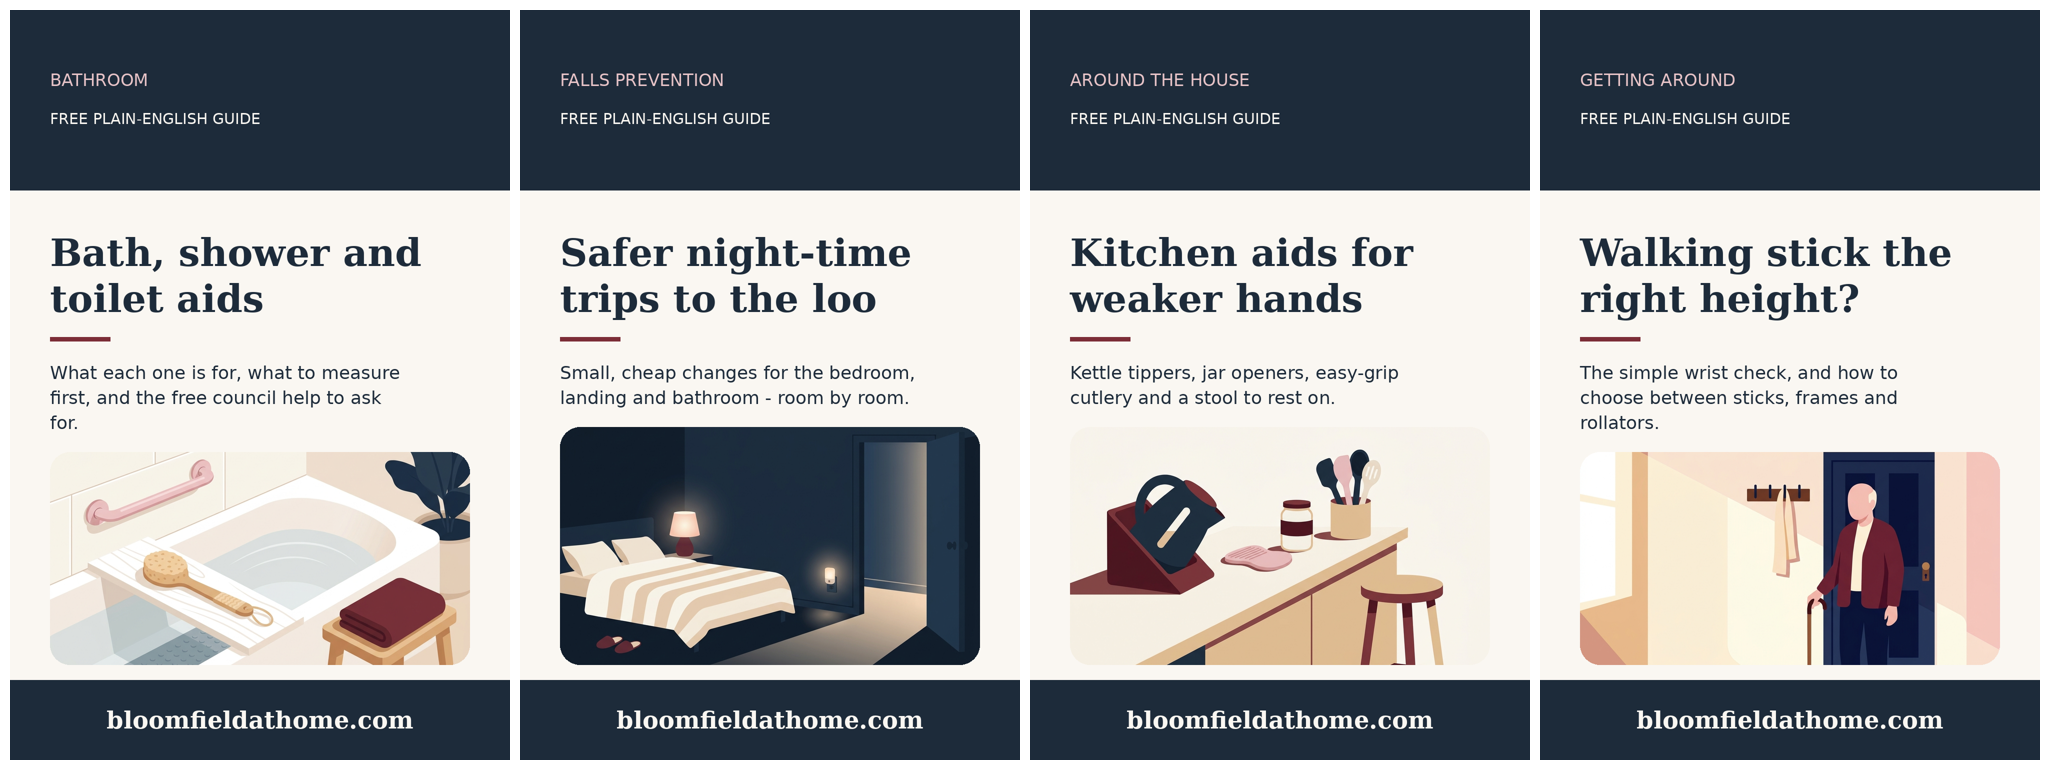 BATHROOM
FREE PLAIN-ENGLISH GUIDE
Bath, shower and
toilet aids
What each one is for, what to measure
first, and the free council help to ask
for.
bloomfieldathome.com
FALLS PREVENTION
FREE PLAIN-ENGLISH GUIDE
Safer night-time
trips to the loo
Small, cheap changes for the bedroom,
landing and bathroom - room by room.
bloomfieldathome.com
AROUND THE HOUSE
FREE PLAIN-ENGLISH GUIDE
Kitchen aids for
weaker hands
Kettle tippers, jar openers, easy-grip
cutlery and a stool to rest on.
bloomfieldathome.com
GETTING AROUND
FREE PLAIN-ENGLISH GUIDE
Walking stick the
right height?
The simple wrist check, and how to
choose between sticks, frames and
rollators.
bloomfieldathome.com